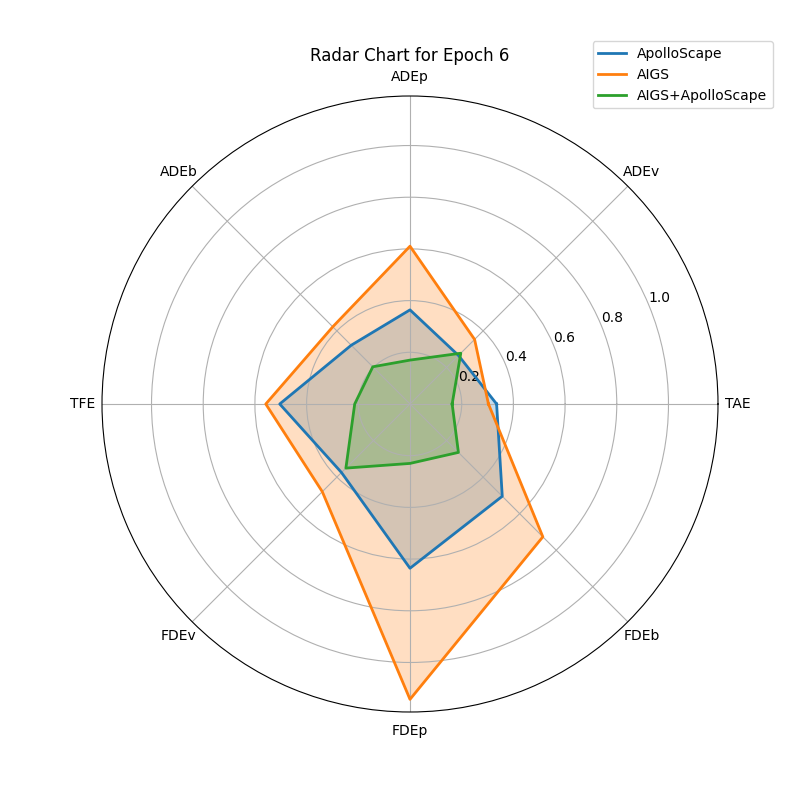 Radar Chart for Epoch 6
ApolloScape
AIGS
AIGS+ApolloScape
ADEp
ADEb
ADEv
1.0
0.8
0.6
0.4
0.2
TFE
TAE
FDEv
FDEb
FDEp